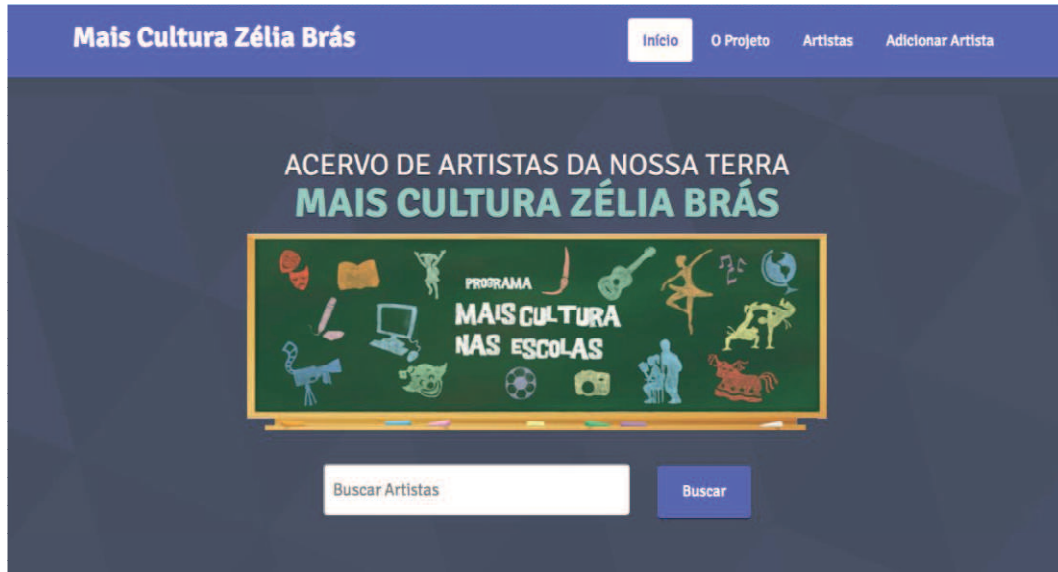 Mais Cultura Zélia Brás
Início O Projeto Artistas Adicionar Artista
ACERVO DE ARTISTAS DA NOSSA TERRA
MAIS CULTURA ZÉLIA BRÁS
PROGRAMA
MAIS CULTURA
NAS ESCOLAS
Buscar Artistas
Buscar